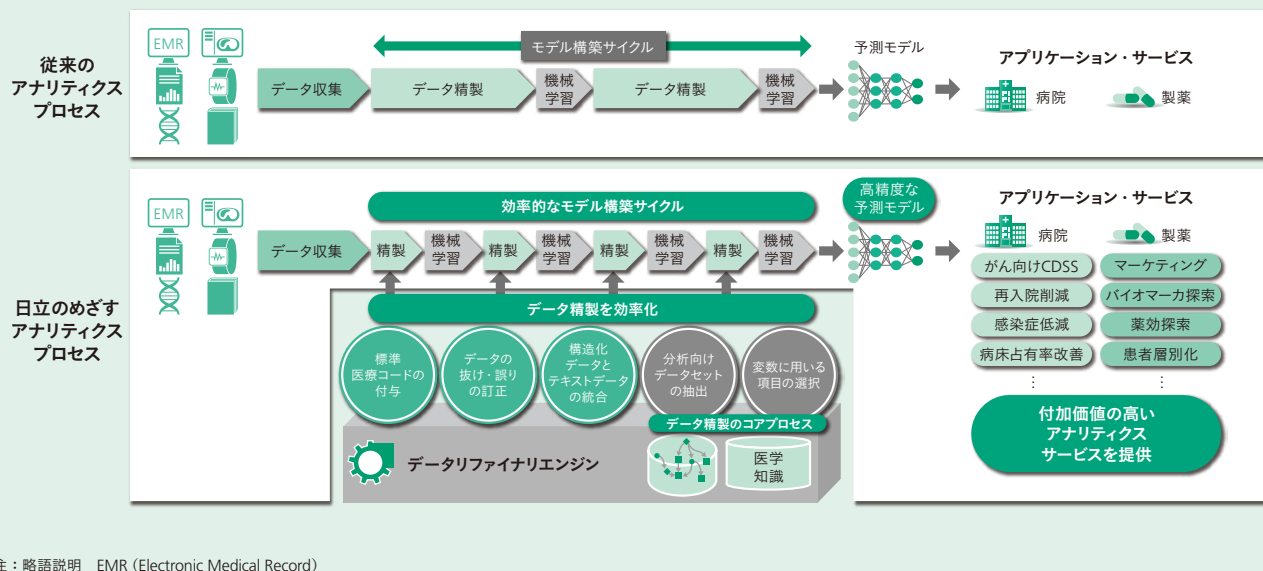 従来の
アナリティクス
プロセス
EMR
モデル構築サイクル
データ収集
データ精製
機械
学習
データ精製
機械
学習
予測モデル
アプリケーション・サービス
病院
製薬
日立のめざす
アナリティクス
プロセス
EMR
効率的なモデル構築サイクル
データ収集
精製
機械
学習
精製
機械
学習
精製
機械
学習
精製
機械
学習
高精度な
予測モデル
データ精製を効率化
標準
医療コードの
付与
データの
抜け・誤り
の訂正
構造化
データと
テキストデータ
の統合
分析向け
データセット
の抽出
変数に用いる
項目の選択
データ精製のコアプロセス
データリファイナリエンジン
医学
知識
アプリケーション・サービス
病院
製薬
がん向けCDSS
マーケティング
再入院削減
バイオマーカ探索
感染症低減
薬効探索
病床占有率改善
患者層別化
⋮
⋮
付加価値の高い
アナリティクス
サービスを提供
注：略語説明 EMR（Electronic Medical Record）